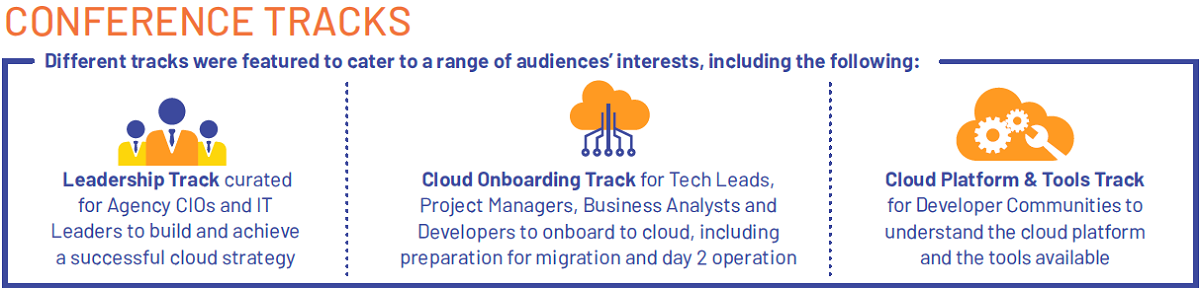 CONFERENCE TRACKS
Different tracks were featured to cater to a range of audiences’ interests, including the following:
Leadership Track curated
for Agency CIOs and IT
Leaders to build and achieve
a successful cloud strategy
Cloud Onboarding Track for Tech Leads,
Project Managers, Business Analysts and
Developers to onboard to cloud, including
preparation for migration and day 2 operation
Cloud Platform & Tools Track
for Developer Communities to
understand the cloud platform
and the tools available